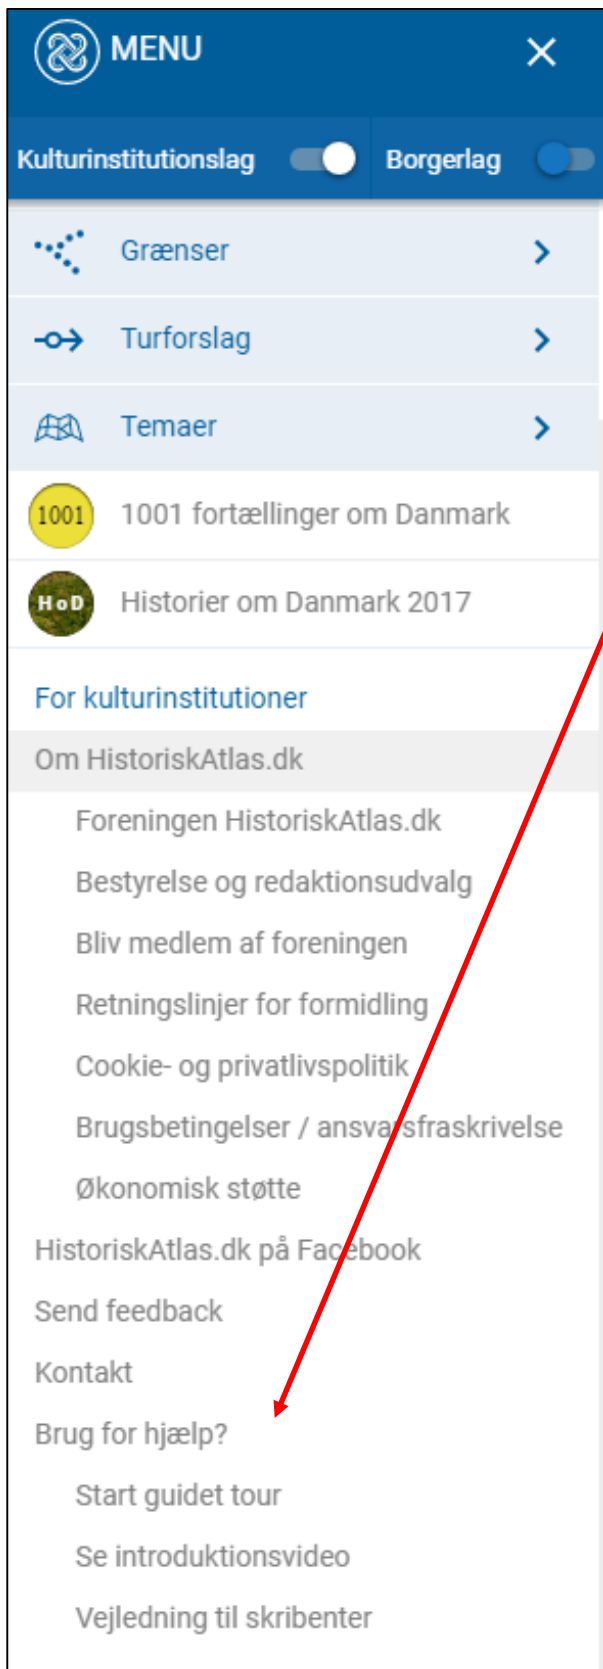 MENU
Kulturinstitutionslag Borgerlag
Grænser
Turforslag
Temaer
1001 1001 fortællinger om Danmark
HoD Historier om Danmark 2017
For kulturinstitutioner
Om HistoriskAtlas.dk
Foreningen HistoriskAtlas.dk
Bestyrelse og redaktionsudvalg
Bliv medlem af foreningen
Retningslinjer for formidling
Cookie- og privatlivspolitik
Brugsbetingelser / ansvarsfraskrivelse
Økonomisk støtte
HistoriskAtlas.dk på Facebook
Send feedback
Kontakt
Brug for hjælp?
Start guidet tour
Se introduktionsvideo
Vejledning til skribenter